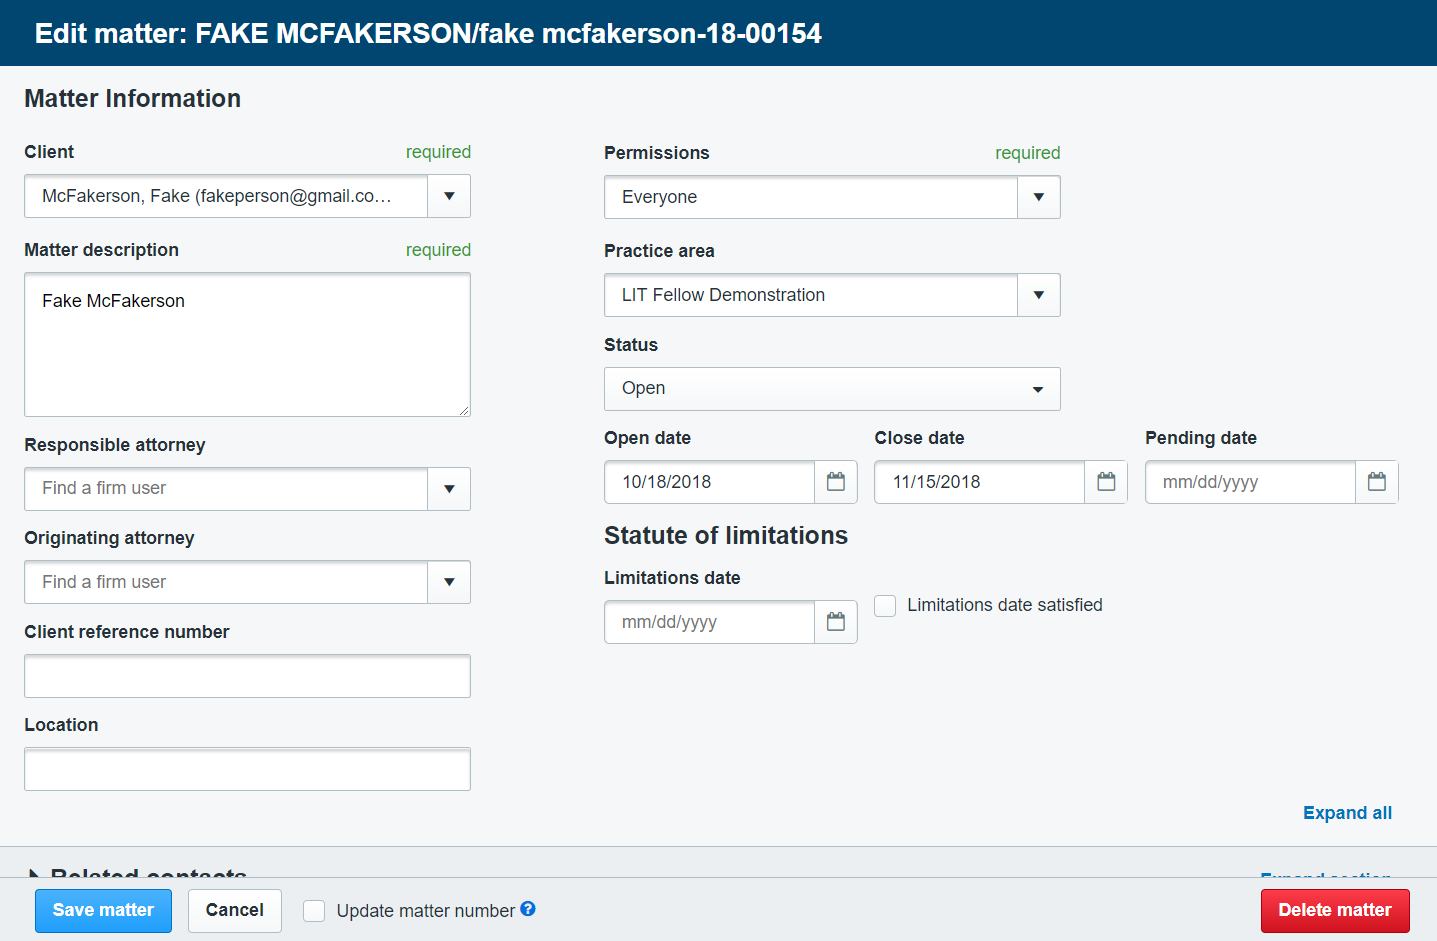 Edit matter: FAKE MCFAKERSON/fake mcfakerson-18-00154
Matter Information
Client required
McFakerson, Fake (fakeperson@gmail.co...
Matter description required
Fake McFakerson
Responsible attorney
Find a firm user
Originating attorney
Find a firm user
Client reference number
Location
Permissions required
Everyone
Practice area
LIT Fellow Demonstration
Status
Open
Open date Close date Pending date
10/18/2018 11/15/2018 mm/dd/yyyy
Statute of limitations
Limitations date
mm/dd/yyyy Limitations date satisfied
Expand all
Related contacts Expand section
Save matter Cancel Update matter number ? Delete matter